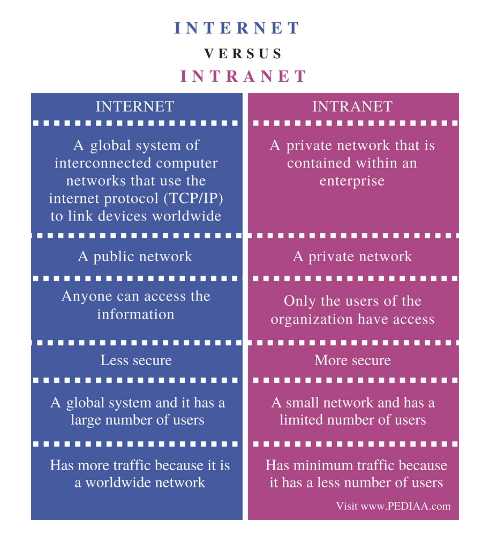 INTERNET
VERSUS
INTRANET
INTERNET
A global system of
interconnected computer
networks that use the
internet protocol (TCP/IP)
to link devices worldwide
INTRANET
A private network that is
contained within an
enterprise
A public network
A private network
Anyone can access the
information
Only the users of the
organization have access
Less secure
More secure
A global system and it has a
large number of users
A small network and has a
limited number of users
Has more traffic because it is
a worldwide network
Has minimum traffic because
it has a less number of users
Visit www.PEDIAA.com